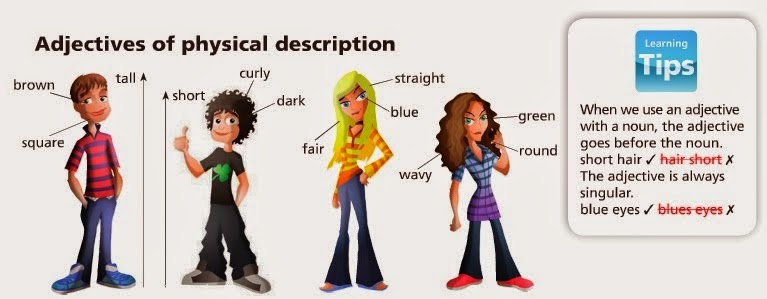 Adjectives of physical description
brown
tall
square
short
curly
dark
straight
blue
fair
wavy
green
round
Learning
Tips
When we use an adjective
with a noun, the adjective
goes before the noun.
short hair ✓ hair short ✗
The adjective is always
singular.
blue eyes ✓ blues eyes ✗